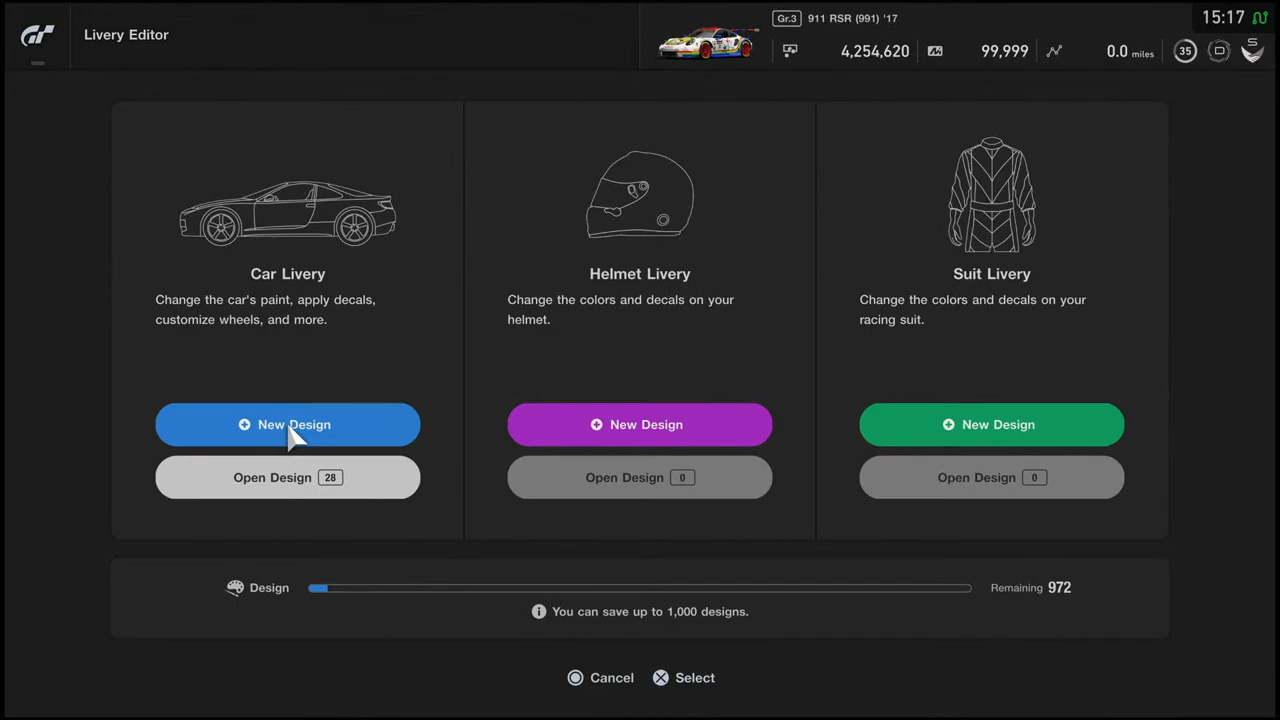 Livery Editor
Gr.3 911 RSR (991) '17
4,254,620
99,999
0.0 miles
35
S
15:17
Car Livery
Change the car's paint, apply decals,
customize wheels, and more.
New Design
Open Design 28
Helmet Livery
Change the colors and decals on your
helmet.
New Design
Open Design 0
Suit Livery
Change the colors and decals on your
racing suit.
New Design
Open Design 0
Design
Remaining 972
You can save up to 1,000 designs.
Cancel Select